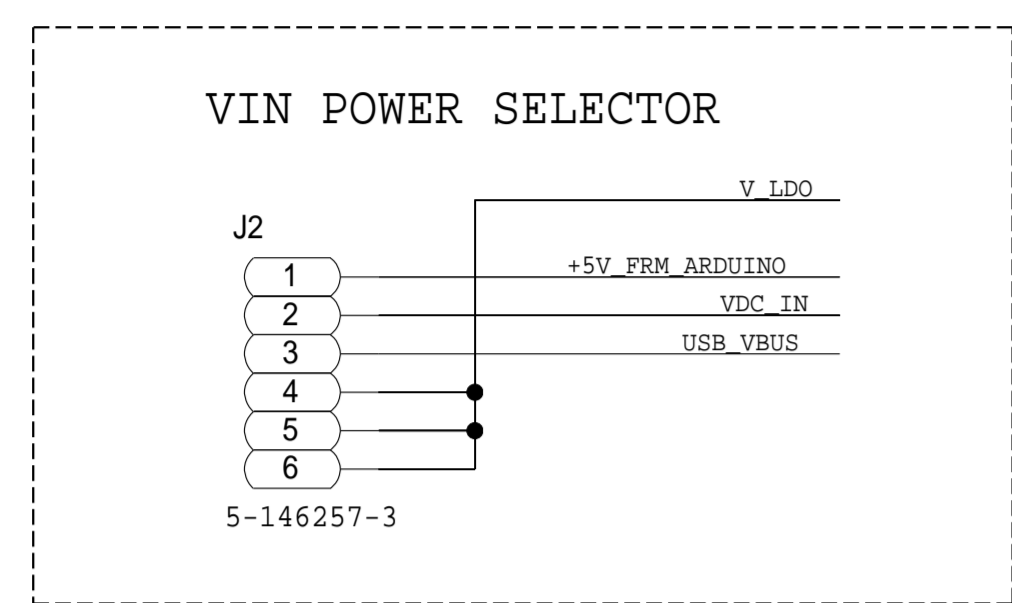 VIN POWER SELECTOR
V_LDO
J2
1
+5V_FRM_ARDUINO
2
VDC_IN
3
USB_VBUS
4
5
6
5-146257-3